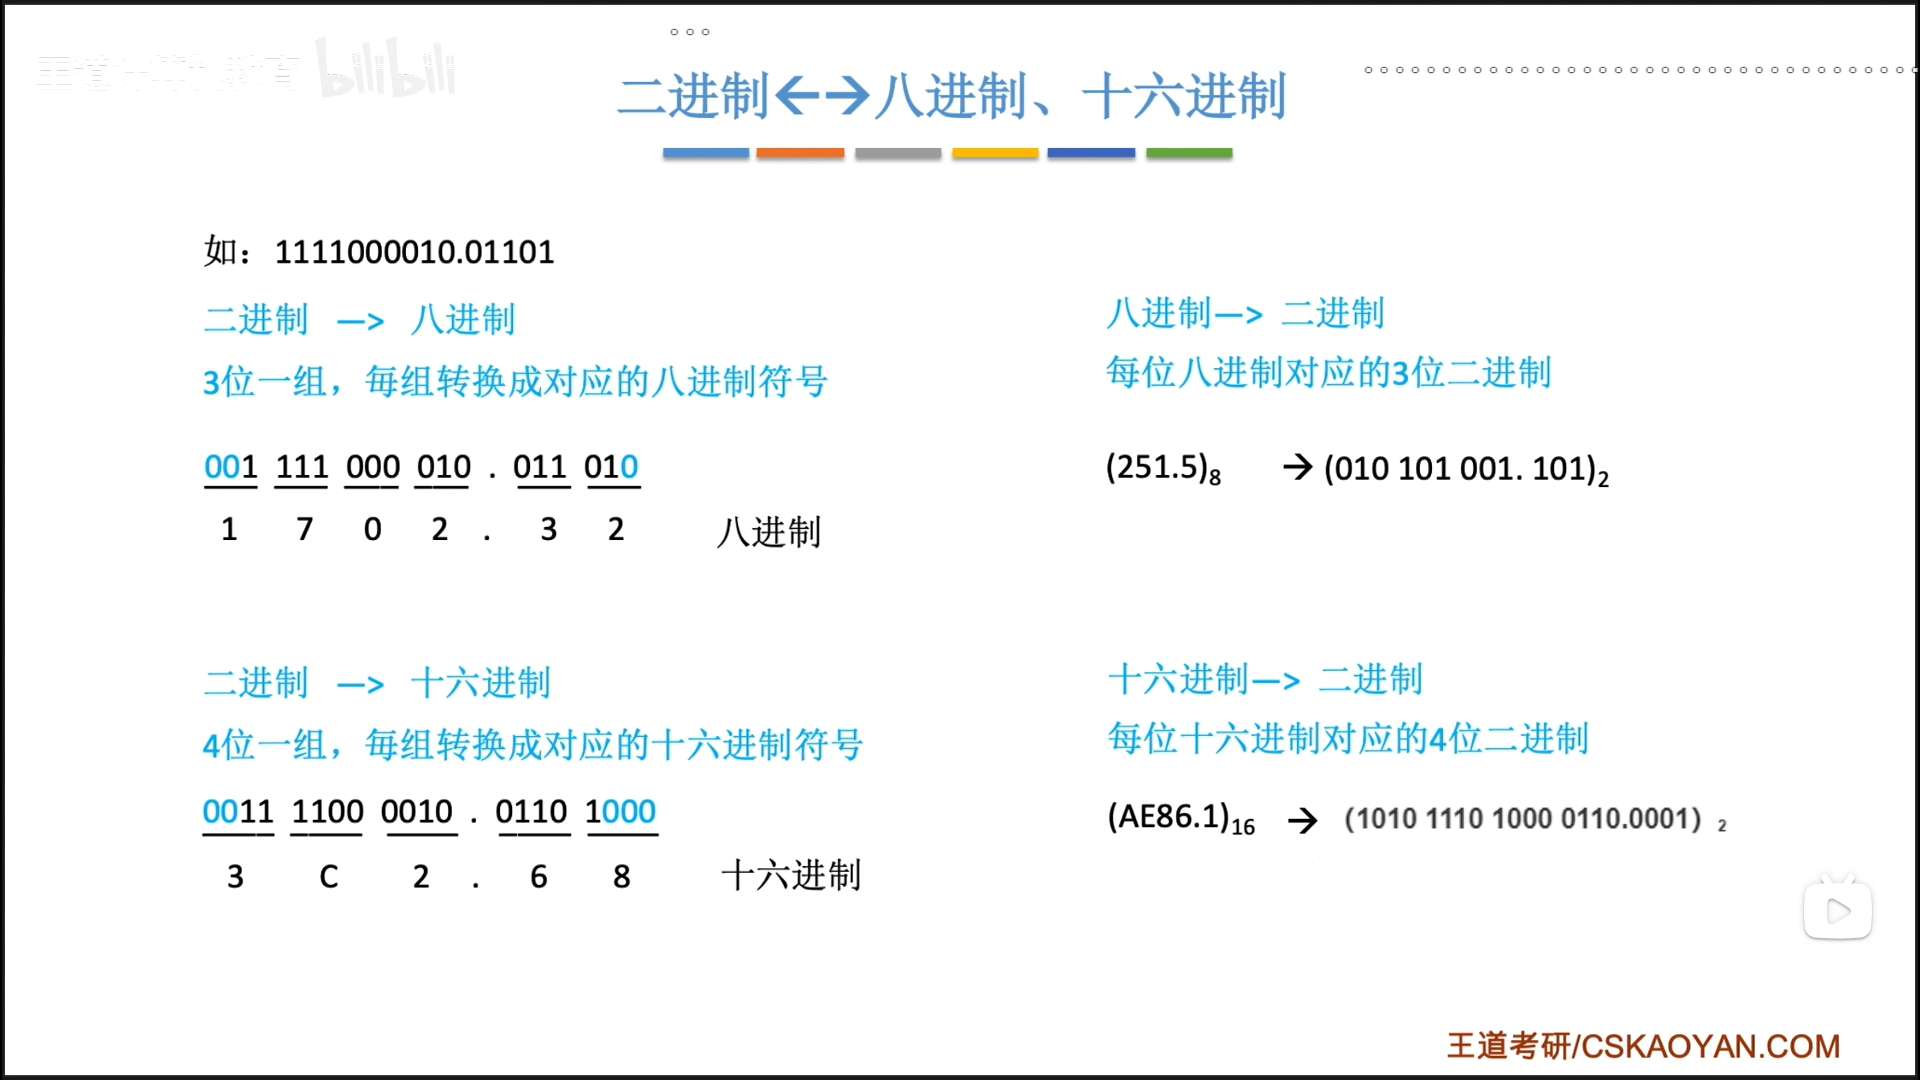 王道计算机教育 bilibili
二进制←→八进制、十六进制
如：1111000010.01101
二进制 —> 八进制
3位一组，每组转换成对应的八进制符号
001 111 000 010 . 011 010
1 7 0 2 . 3 2 八进制
二进制 —> 十六进制
4位一组，每组转换成对应的十六进制符号
0011 1100 0010 . 0110 1000
3 C 2 . 6 8 十六进制
八进制—> 二进制
每位八进制对应的3位二进制
(251.5)₈ → (010 101 001. 101)₂
十六进制—> 二进制
每位十六进制对应的4位二进制
(AE86.1)₁₆ → (1010 1110 1000 0110.0001) ₂
王道考研/CSKAOYAN.COM